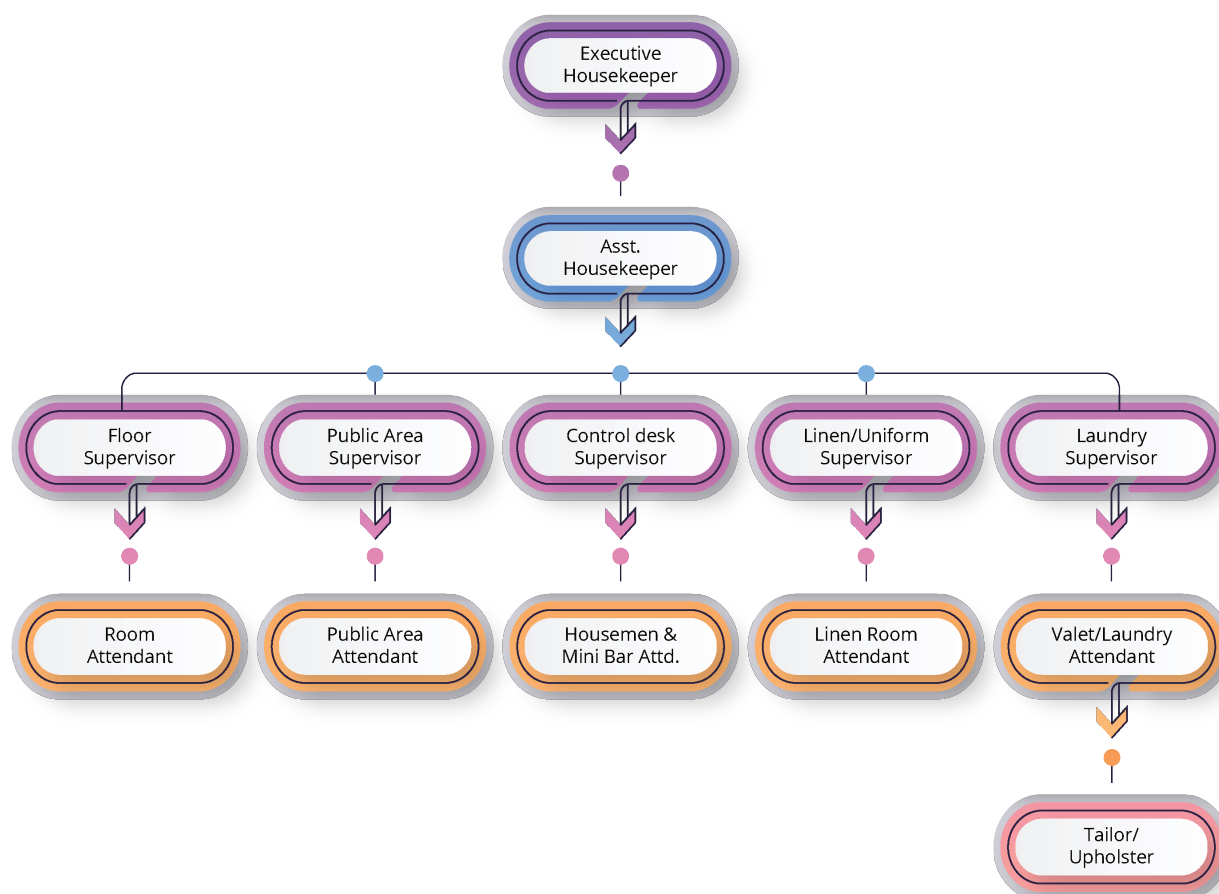 Executive
Housekeeper
Asst.
Housekeeper
Floor
Supervisor
Public Area
Supervisor
Control desk
Supervisor
Linen/Uniform
Supervisor
Laundry
Supervisor
Room
Attendant
Public Area
Attendant
Housemen &
Mini Bar Attd.
Linen Room
Attendant
Valet/Laundry
Attendant
Tailor/
Upholster